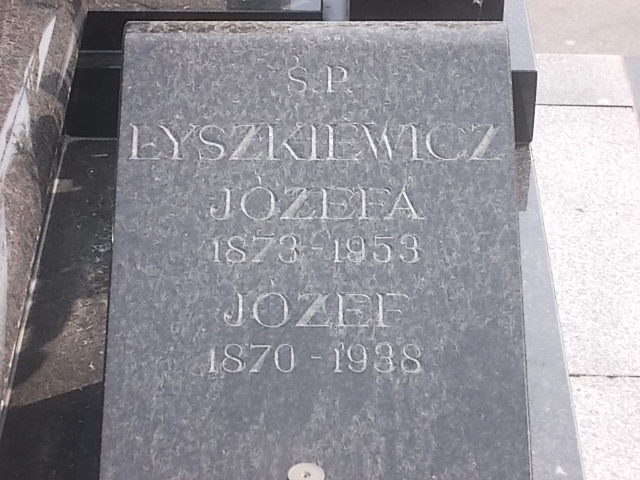 Ś.P.
ŁYSZKIEWICZ
JÓZEFA
1873-1953
JÓZEF
1870-1938